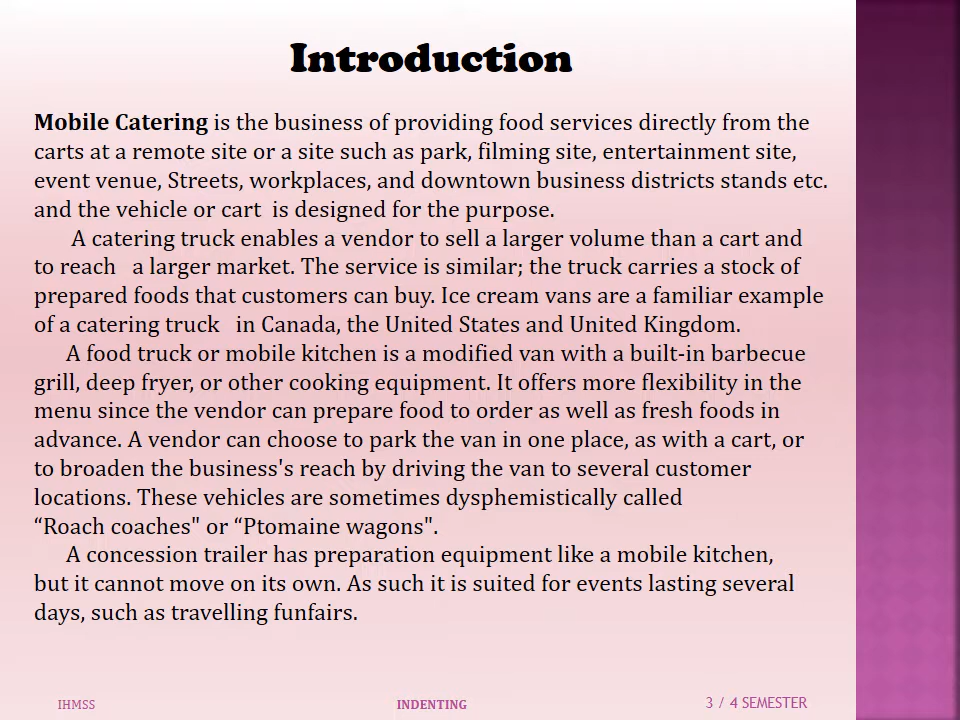 Introduction
Mobile Catering is the business of providing food services directly from the
carts at a remote site or a site such as park, filming site, entertainment site,
event venue, Streets, workplaces, and downtown business districts stands etc.
and the vehicle or cart  is designed for the purpose.
A catering truck enables a vendor to sell a larger volume than a cart and
to reach   a larger market. The service is similar; the truck carries a stock of
prepared foods that customers can buy. Ice cream vans are a familiar example
of a catering truck   in Canada, the United States and United Kingdom.
A food truck or mobile kitchen is a modified van with a built-in barbecue
grill, deep fryer, or other cooking equipment. It offers more flexibility in the
menu since the vendor can prepare food to order as well as fresh foods in
advance. A vendor can choose to park the van in one place, as with a cart, or
to broaden the business's reach by driving the van to several customer
locations. These vehicles are sometimes dysphemistically called
“Roach coaches" or “Ptomaine wagons".
A concession trailer has preparation equipment like a mobile kitchen,
but it cannot move on its own. As such it is suited for events lasting several
days, such as travelling funfairs.
IHMSS
INDENTING
3 / 4 SEMESTER